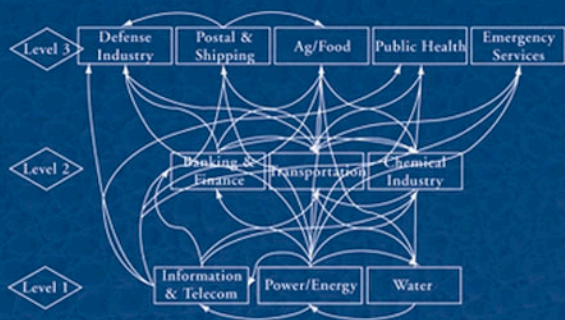 Level 3
Defense
Industry
Postal &
Shipping
Ag/Food
Public Health
Emergency
Services
Level 2
Banking &
Finance
Transportation
Chemical
Industry
Level 1
Information
& Telecom
Power/Energy
Water